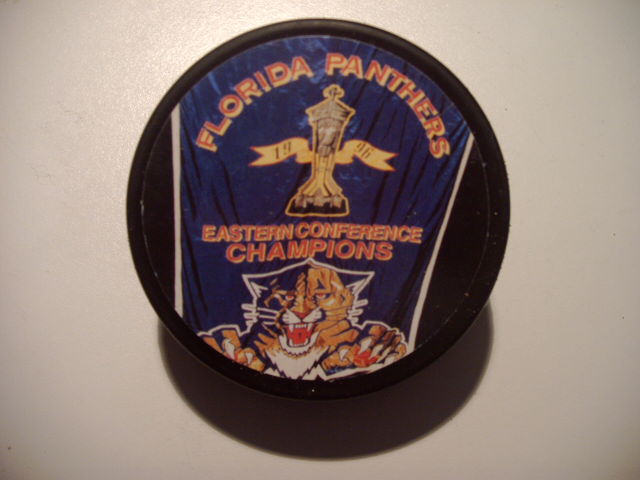 FLORIDA PANTHERS
19 96
EASTERN CONFERENCE
CHAMPIONS